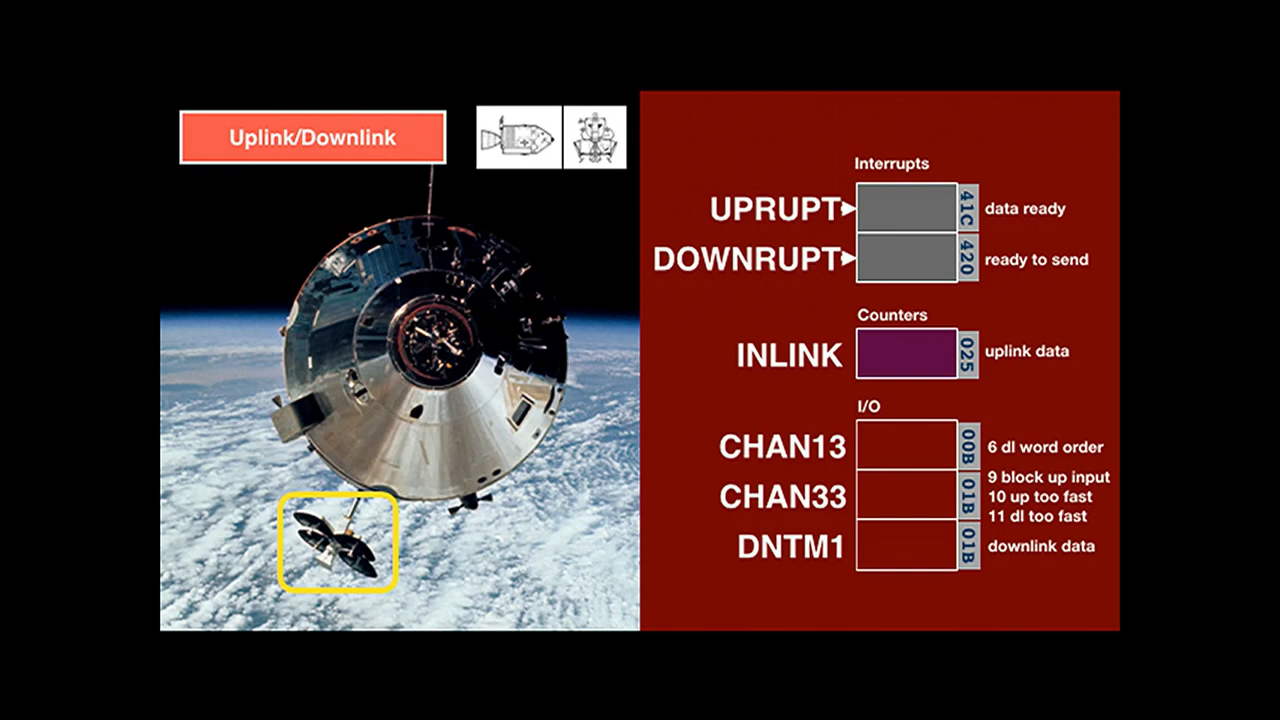 Uplink/Downlink
Interrupts
UPRUPT 41C data ready
DOWNRUPT 420 ready to send
Counters
INLINK 025 uplink data
I/O
CHAN13 00B 6 dl word order
CHAN33 01B 9 block up input
10 up too fast
11 dl too fast
DNTM1 01B downlink data